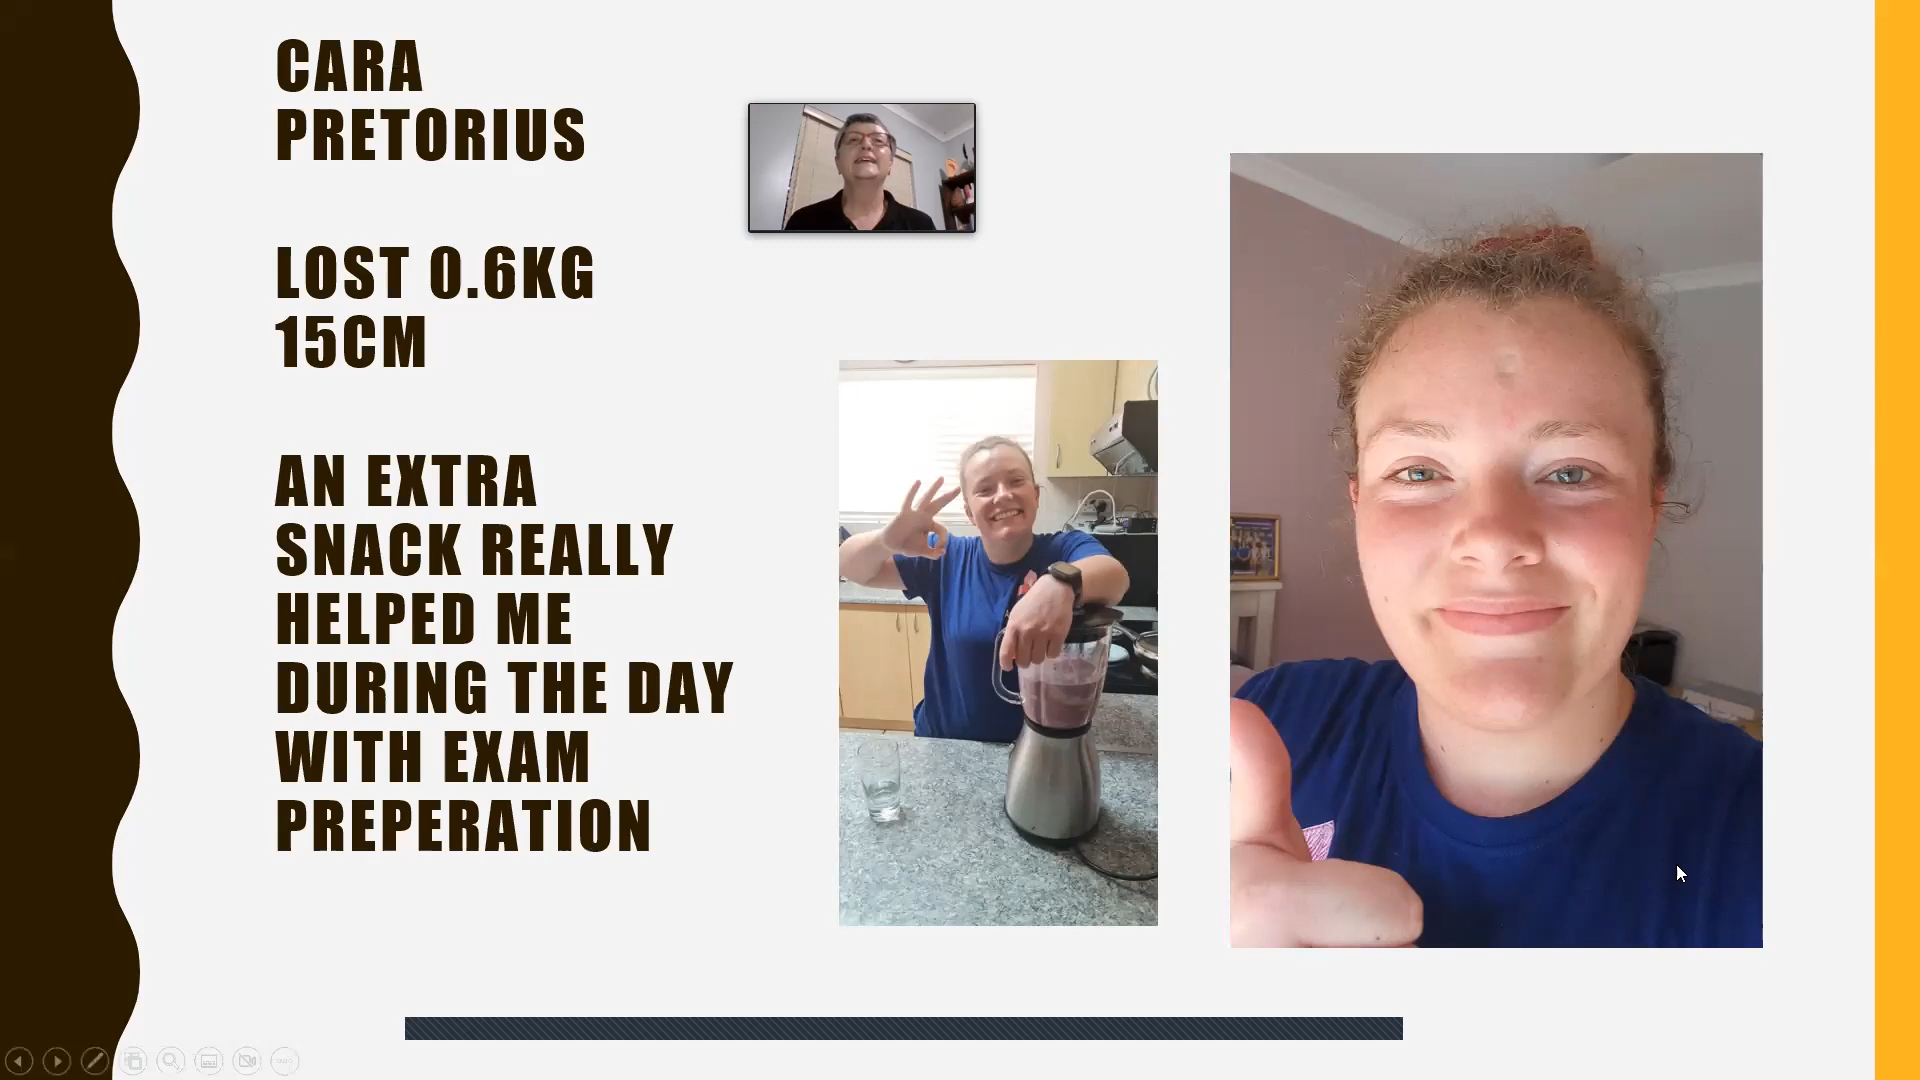 CARA
PRETORIUS
LOST 0.6KG
15CM
AN EXTRA
SNACK REALLY
HELPED ME
DURING THE DAY
WITH EXAM
PREPERATION